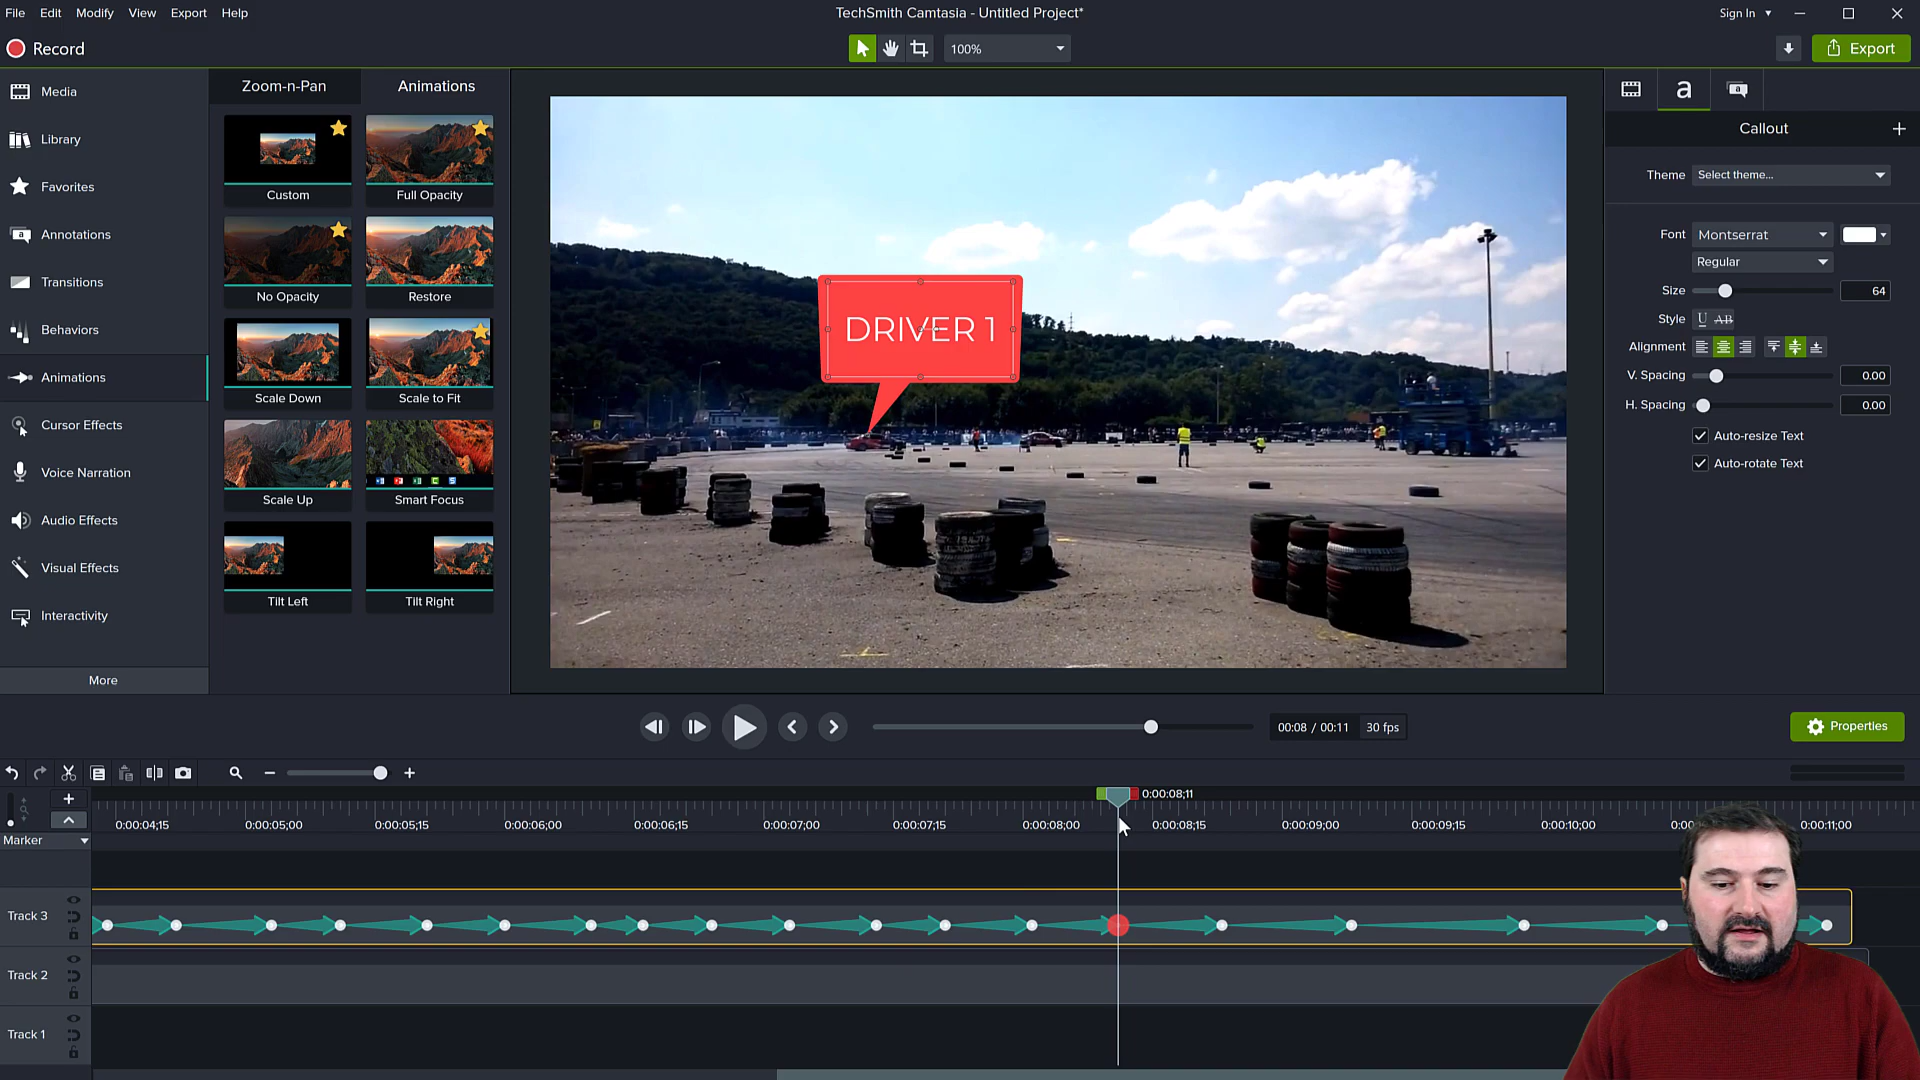 File Edit Modify View Export Help
TechSmith Camtasia - Untitled Project*
Sign In
Record
100%
Export
Media
Library
Favorites
Annotations
Transitions
Behaviors
Animations
Cursor Effects
Voice Narration
Audio Effects
Visual Effects
Interactivity
More
Zoom-n-Pan Animations
Custom Full Opacity
No Opacity Restore
Scale Down Scale to Fit
Scale Up Smart Focus
Tilt Left Tilt Right
DRIVER 1
a
Callout
Theme Select theme...
Font Montserrat
Regular
Size 64
Style U AB
Alignment
V. Spacing 0.00
H. Spacing 0.00
Auto-resize Text
Auto-rotate Text
00:08 / 00:11 30 fps
Properties
0:00:08;11
0:00:04;15 0:00:05;00 0:00:05;15 0:00:06;00 0:00:06;15 0:00:07;00 0:00:07;15 0:00:08;00 0:00:08;15 0:00:09;00 0:00:09;15 0:00:10;00 0:00:11;00
Marker
Track 3
Track 2
Track 1